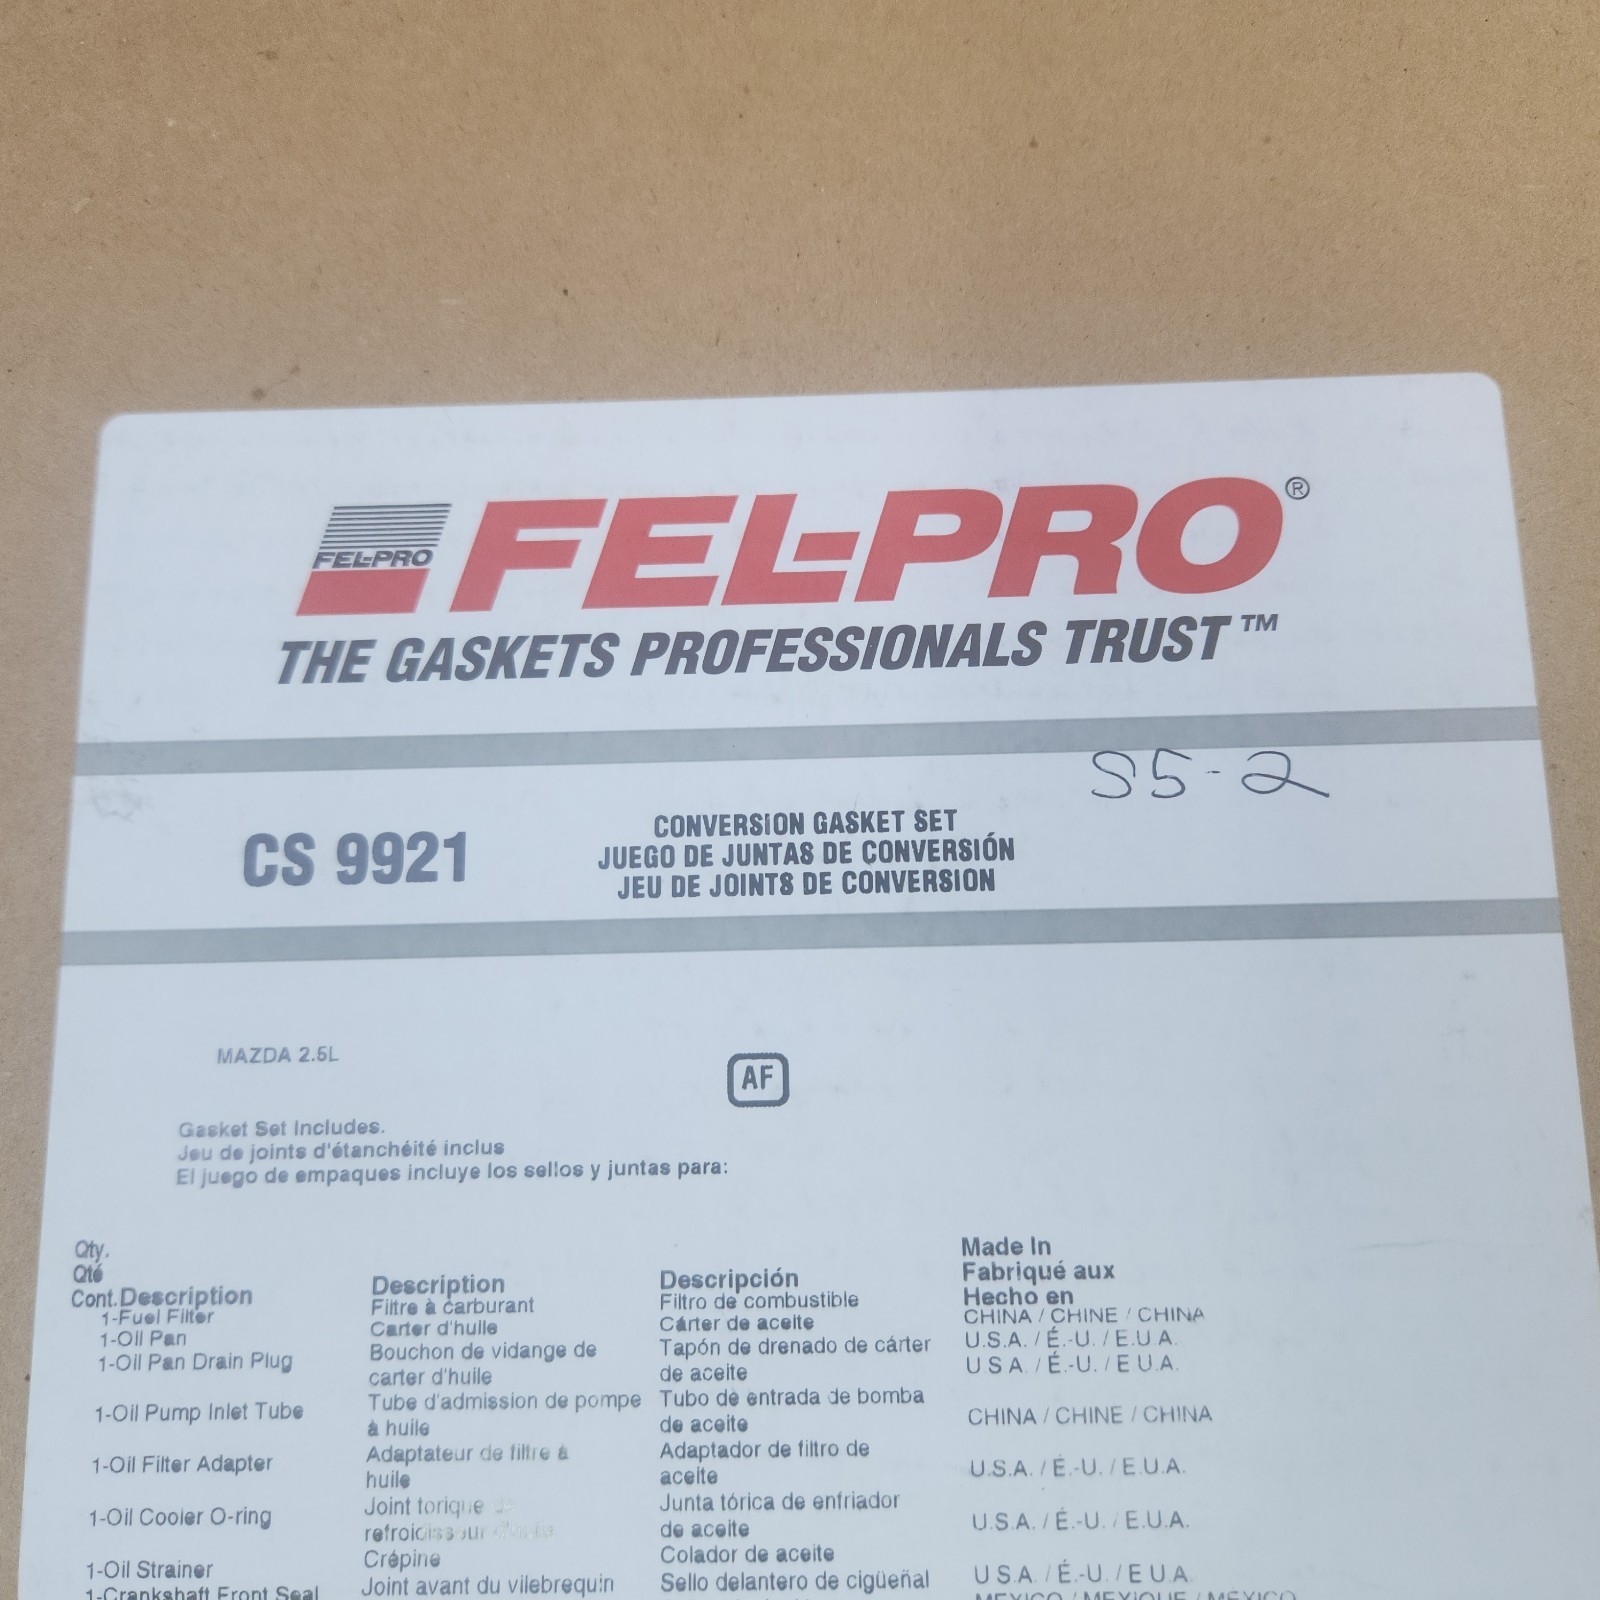 FEL-PRO
FEL-PRO®
THE GASKETS PROFESSIONALS TRUST™
S5-2
CS 9921
CONVERSION GASKET SET
JUEGO DE JUNTAS DE CONVERSIÓN
JEU DE JOINTS DE CONVERSION
MAZDA 2.5L
AF
Gasket Set Includes.
Jeu de joints d'étanchéité inclus
El juego de empaques incluye los sellos y juntas para:
Qty.
Qté
Cont. Description Description Descripción Made In
Fabriqué aux
Hecho en
1-Fuel Filter Filtre à carburant Filtro de combustible CHINA / CHINE / CHINA
1-Oil Pan Carter d'huile Cárter de aceite U.S.A. / É.-U. / E.U.A.
1-Oil Pan Drain Plug Bouchon de vidange de Tapón de drenado de cárter U.S.A. / É.-U. / E.U.A.
carter d'huile de aceite
1-Oil Pump Inlet Tube Tube d'admission de pompe Tubo de entrada de bomba CHINA / CHINE / CHINA
à huile de aceite
1-Oil Filter Adapter Adaptateur de filtre à Adaptador de filtro de U.S.A. / É.-U. / E.U.A.
huile aceite
1-Oil Cooler O-ring Joint torique Junta tórica de enfriador U.S.A. / É.-U. / E.U.A.
refroidisseur de aceite
1-Oil Strainer Crépine Colador de aceite U.S.A. / É.-U. / E.U.A.
1-Crankshaft Front Seal Joint avant du vilebrequin Sello delantero de cigüeñal MEXICO / MEXIQUE / MÉXICO